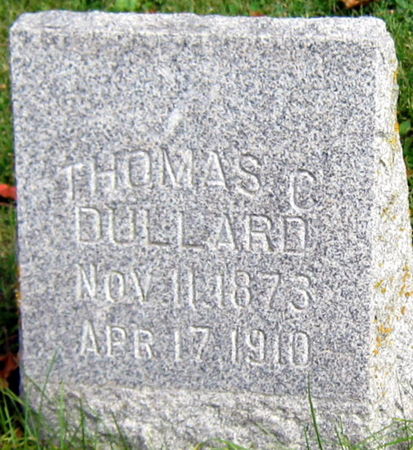 THOMAS C
DULLARD
NOV 11, 1873
APR 17, 1910